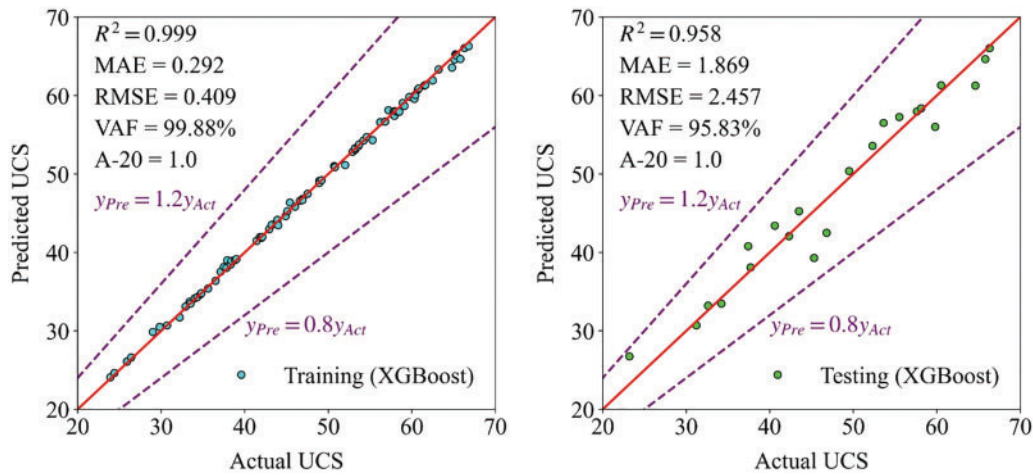 70
60
50
40
30
20
Predicted UCS
R² = 0.999
MAE = 0.292
RMSE = 0.409
VAF = 99.88%
A-20 = 1.0
y_Pre = 1.2y_Act
y_Pre = 0.8y_Act
Training (XGBoost)
20 30 40 50 60 70
Actual UCS
70
60
50
40
30
20
Predicted UCS
R² = 0.958
MAE = 1.869
RMSE = 2.457
VAF = 95.83%
A-20 = 1.0
y_Pre = 1.2y_Act
y_Pre = 0.8y_Act
Testing (XGBoost)
20 30 40 50 60 70
Actual UCS